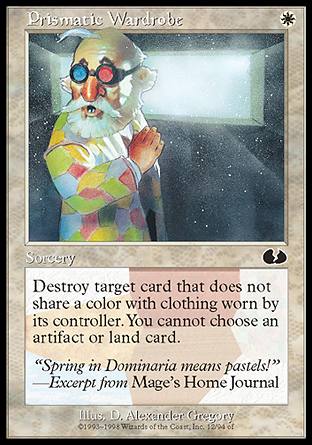 Prismatic Wardrobe
Sorcery
Destroy target card that does not
share a color with clothing worn by
its controller. You cannot choose an
artifact or land card.
“Spring in Dominaria means pastels!”
—Excerpt from Mage's Home Journal
Illus. D. Alexander Gregory
©1993–1998 Wizards of the Coast, Inc. 12/94 of